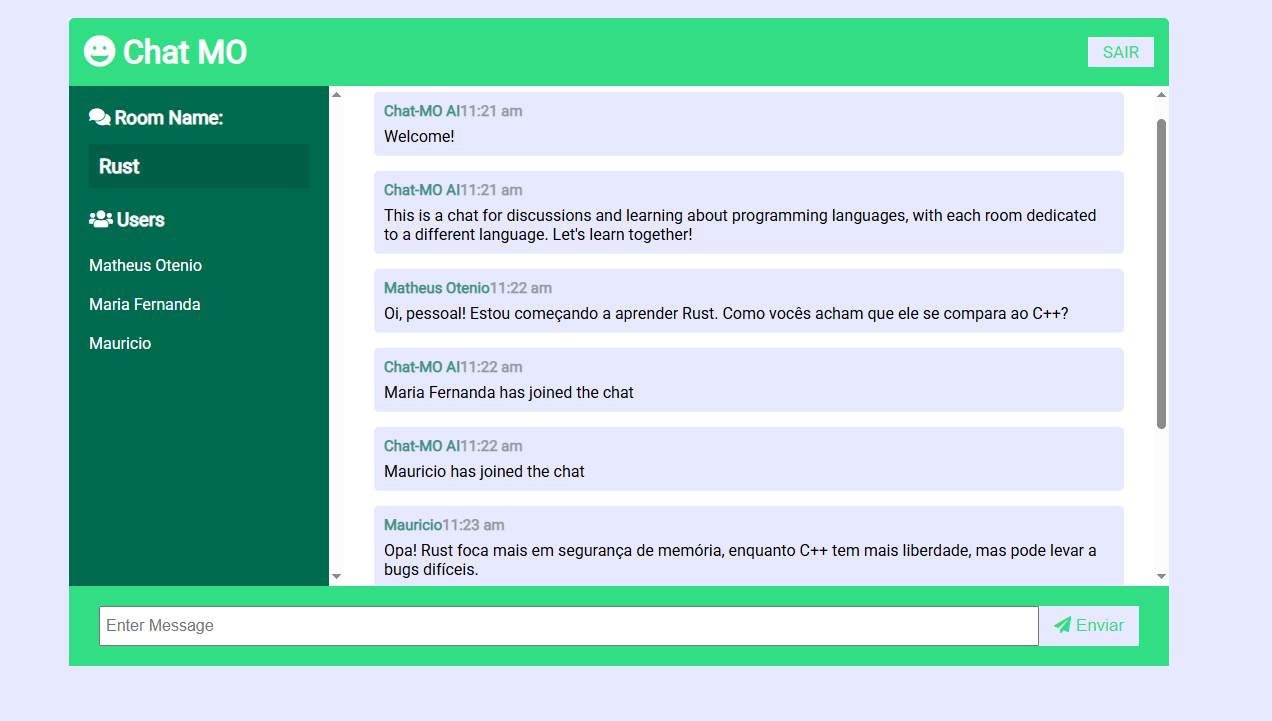 Chat MO
SAIR
Room Name:
Rust
Users
Matheus Otenio
Maria Fernanda
Mauricio
Chat-MO AI11:21 am
Welcome!
Chat-MO AI11:21 am
This is a chat for discussions and learning about programming languages, with each room dedicated
to a different language. Let's learn together!
Matheus Otenio11:22 am
Oi, pessoal! Estou começando a aprender Rust. Como vocês acham que ele se compara ao C++?
Chat-MO AI11:22 am
Maria Fernanda has joined the chat
Chat-MO AI11:22 am
Mauricio has joined the chat
Mauricio11:23 am
Opa! Rust foca mais em segurança de memória, enquanto C++ tem mais liberdade, mas pode levar a
bugs difíceis.
Enter Message
Enviar